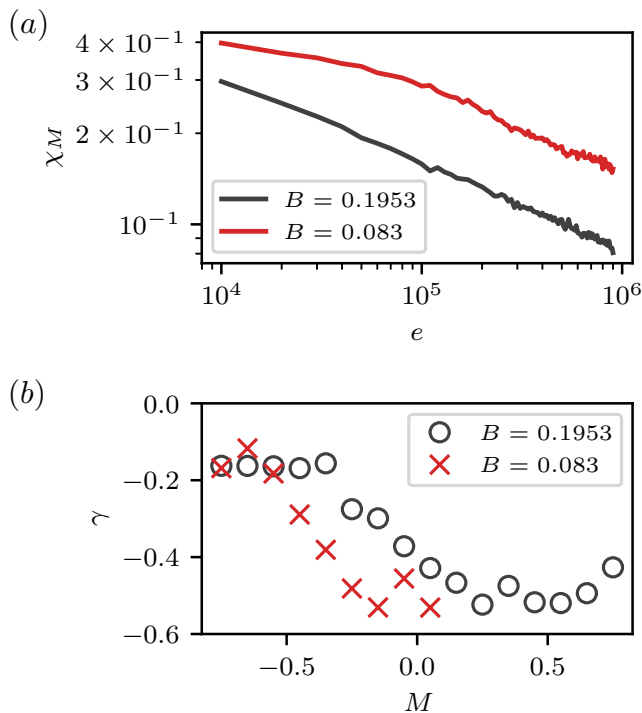 (a)
4 × 10⁻¹
3 × 10⁻¹
2 × 10⁻¹
10⁻¹
χ_M
B = 0.1953
B = 0.083
10⁴ 10⁵ 10⁶
e
(b)
0.0
−0.2
−0.4
−0.6
γ
B = 0.1953
B = 0.083
−0.5 0.0 0.5
M